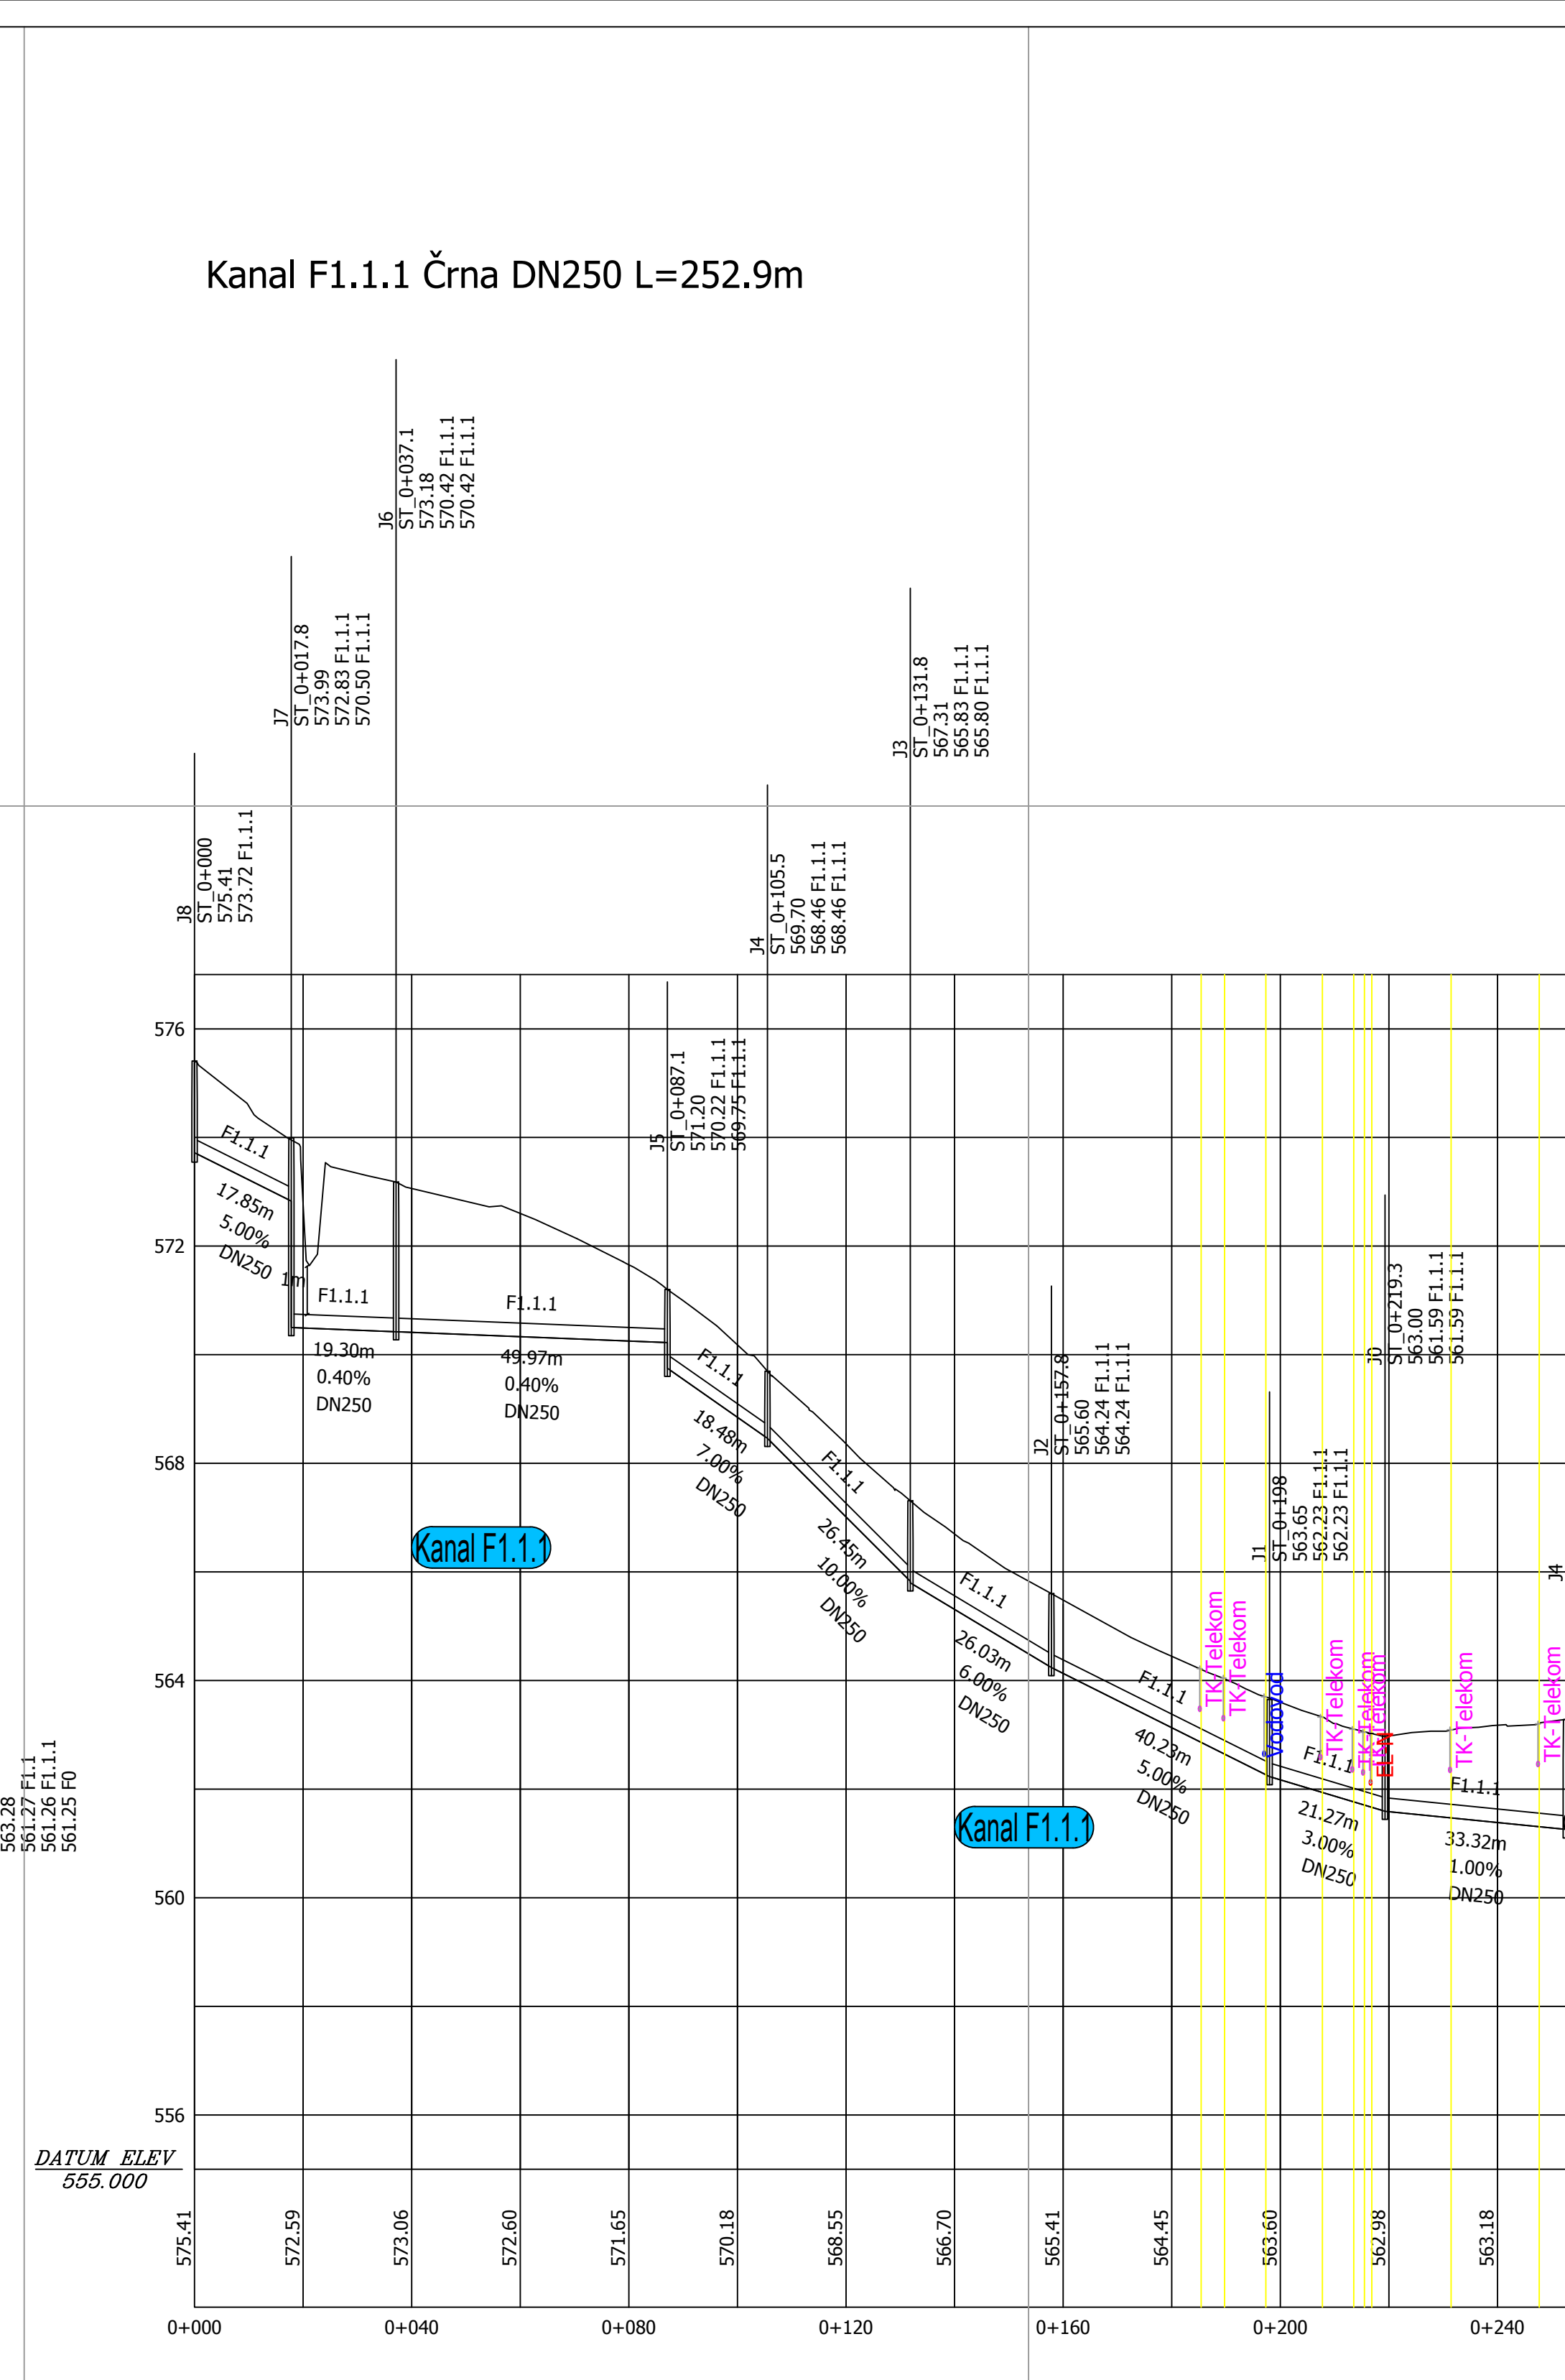 Kanal F1.1.1 Črna DN250 L=252.9m
J8
ST_0+000
575.41
573.72 F1.1.1
J7
ST_0+017.8
573.99
572.83 F1.1.1
570.50 F1.1.1
J6
ST_0+037.1
573.18
570.42 F1.1.1
570.42 F1.1.1
J5
ST_0+087.1
571.20
570.22 F1.1.1
569.75 F1.1.1
J4
ST_0+105.5
569.70
568.46 F1.1.1
568.46 F1.1.1
J3
ST_0+131.8
567.31
565.83 F1.1.1
565.80 F1.1.1
J2
ST_0+157.8
565.60
564.24 F1.1.1
564.24 F1.1.1
J1
ST_0+198
563.65
562.23 F1.1.1
562.23 F1.1.1
J0
ST_0+219.3
563.00
561.59 F1.1.1
561.59 F1.1.1
J4
563.28
561.27 F1.1
561.26 F1.1.1
561.25 F0
576
572
568
564
560
556
F1.1.1
17.85m
5.00%
DN250
1m
F1.1.1
19.30m
0.40%
DN250
F1.1.1
49.97m
0.40%
DN250
F1.1.1
18.48m
7.00%
DN250
F1.1.1
26.45m
10.00%
DN250
F1.1.1
26.03m
6.00%
DN250
F1.1.1
40.23m
5.00%
DN250
F1.1.1
21.27m
3.00%
DN250
F1.1.1
33.32m
1.00%
DN250
Kanal F1.1.1
Kanal F1.1.1
TK-Telekom
TK-Telekom
Vodovod
TK-Telekom
TK-Telekom
TK-Telekom
TK-Telekom
TK-Telekom
DATUM ELEV
555.000
575.41
572.59
573.06
572.60
571.65
570.18
568.55
566.70
565.41
564.45
563.60
562.98
563.18
0+000
0+040
0+080
0+120
0+160
0+200
0+240